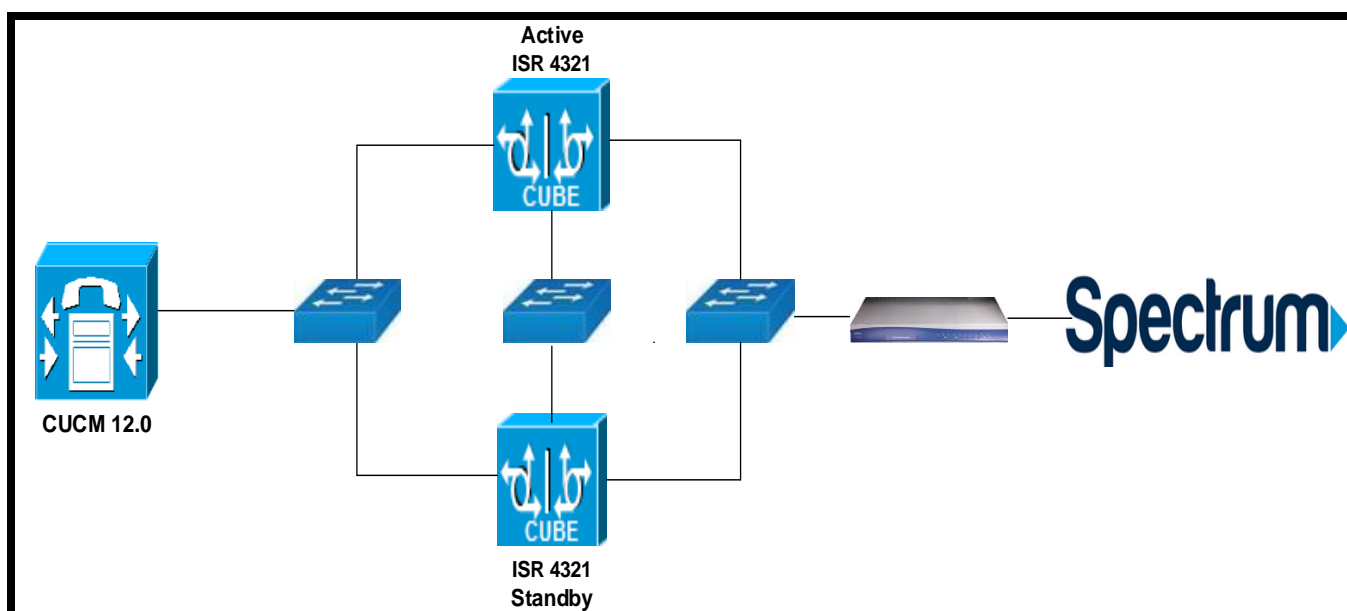 Active
ISR 4321
CUBE
CUCM 12.0
Spectrum
CUBE
ISR 4321
Standby